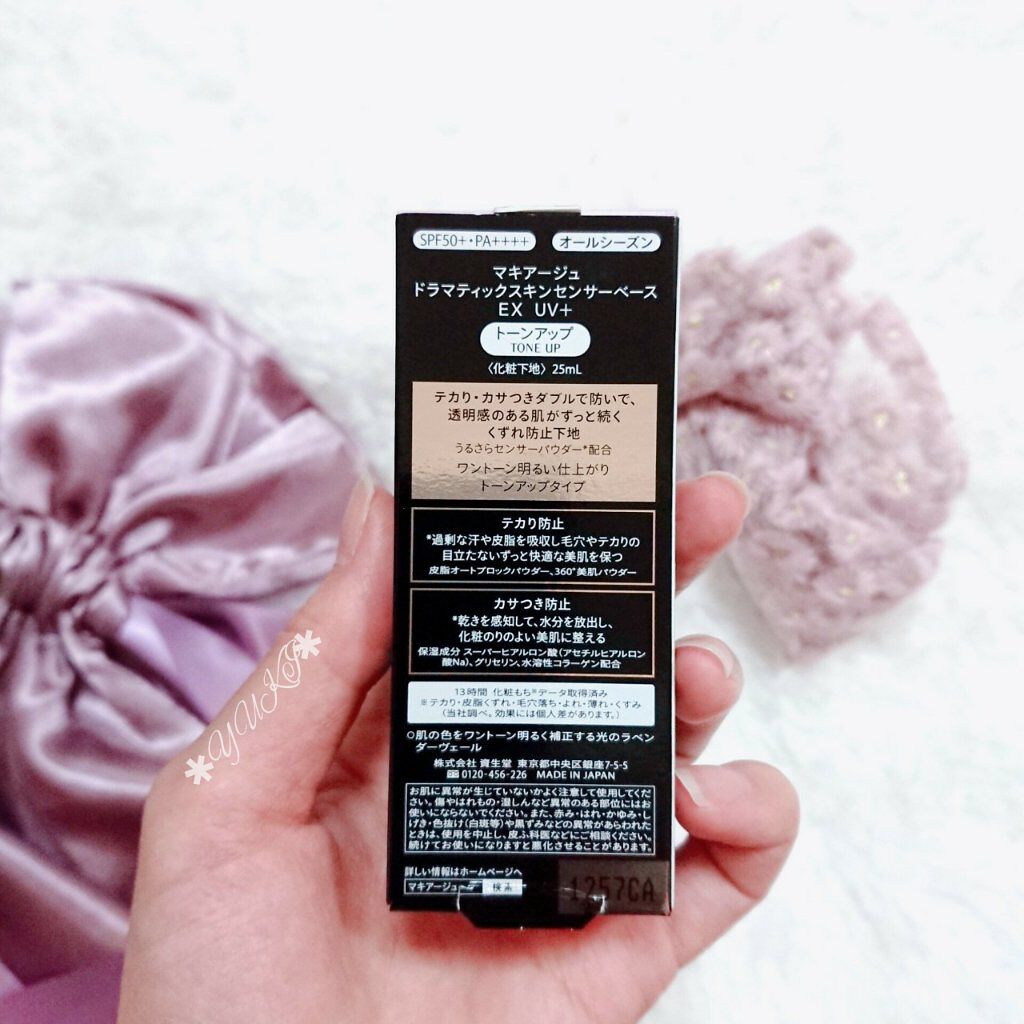 SPF50+・PA++++ オールシーズン
マキアージュ
ドラマティックスキンセンサーベース
EX UV+
トーンアップ
TONE UP
〈化粧下地〉25mL
テカリ・カサつきダブルで防いで、
透明感のある肌がずっと続く
くずれ防止下地
うるさらセンサーパウダー*配合
ワントーン明るい仕上がり
トーンアップタイプ
テカリ防止
*過剰な汗や皮脂を吸収し毛穴やテカリの
目立たないずっと快適な美肌を保つ
皮脂オートブロックパウダー、360°美肌パウダー
カサつき防止
*乾きを感知して、水分を放出し、
化粧のりのよい美肌に整える
保湿成分 スーパーヒアルロン酸(アセチルヒアルロン
酸Na)、グリセリン、水溶性コラーゲン配合
13時間 化粧もち※データ取得済み
※テカリ・皮脂くずれ・毛穴落ち・よれ・薄れ・くすみ
(当社調べ。効果には個人差があります。)
○肌の色をワントーン明るく補正する光のラベン
ダーヴェール
株式会社 資生堂 東京都中央区銀座7-5-5
0120-456-226 MADE IN JAPAN
お肌に異常が生じていないかよく注意して使用してくだ
さい。傷やはれもの・湿しんなど異常のある部位にはお
使いにならないでください。また、赤み・はれ・かゆみ・し
げき・色抜け(白斑等)や黒ずみなどの異常があらわれた
ときは、使用を中止し、皮ふ科医などにご相談ください。
続けてお使いになりますと悪化させることがあります。
詳しい情報はホームページへ
マキアージュ 検索
1257CA
*YUKI*